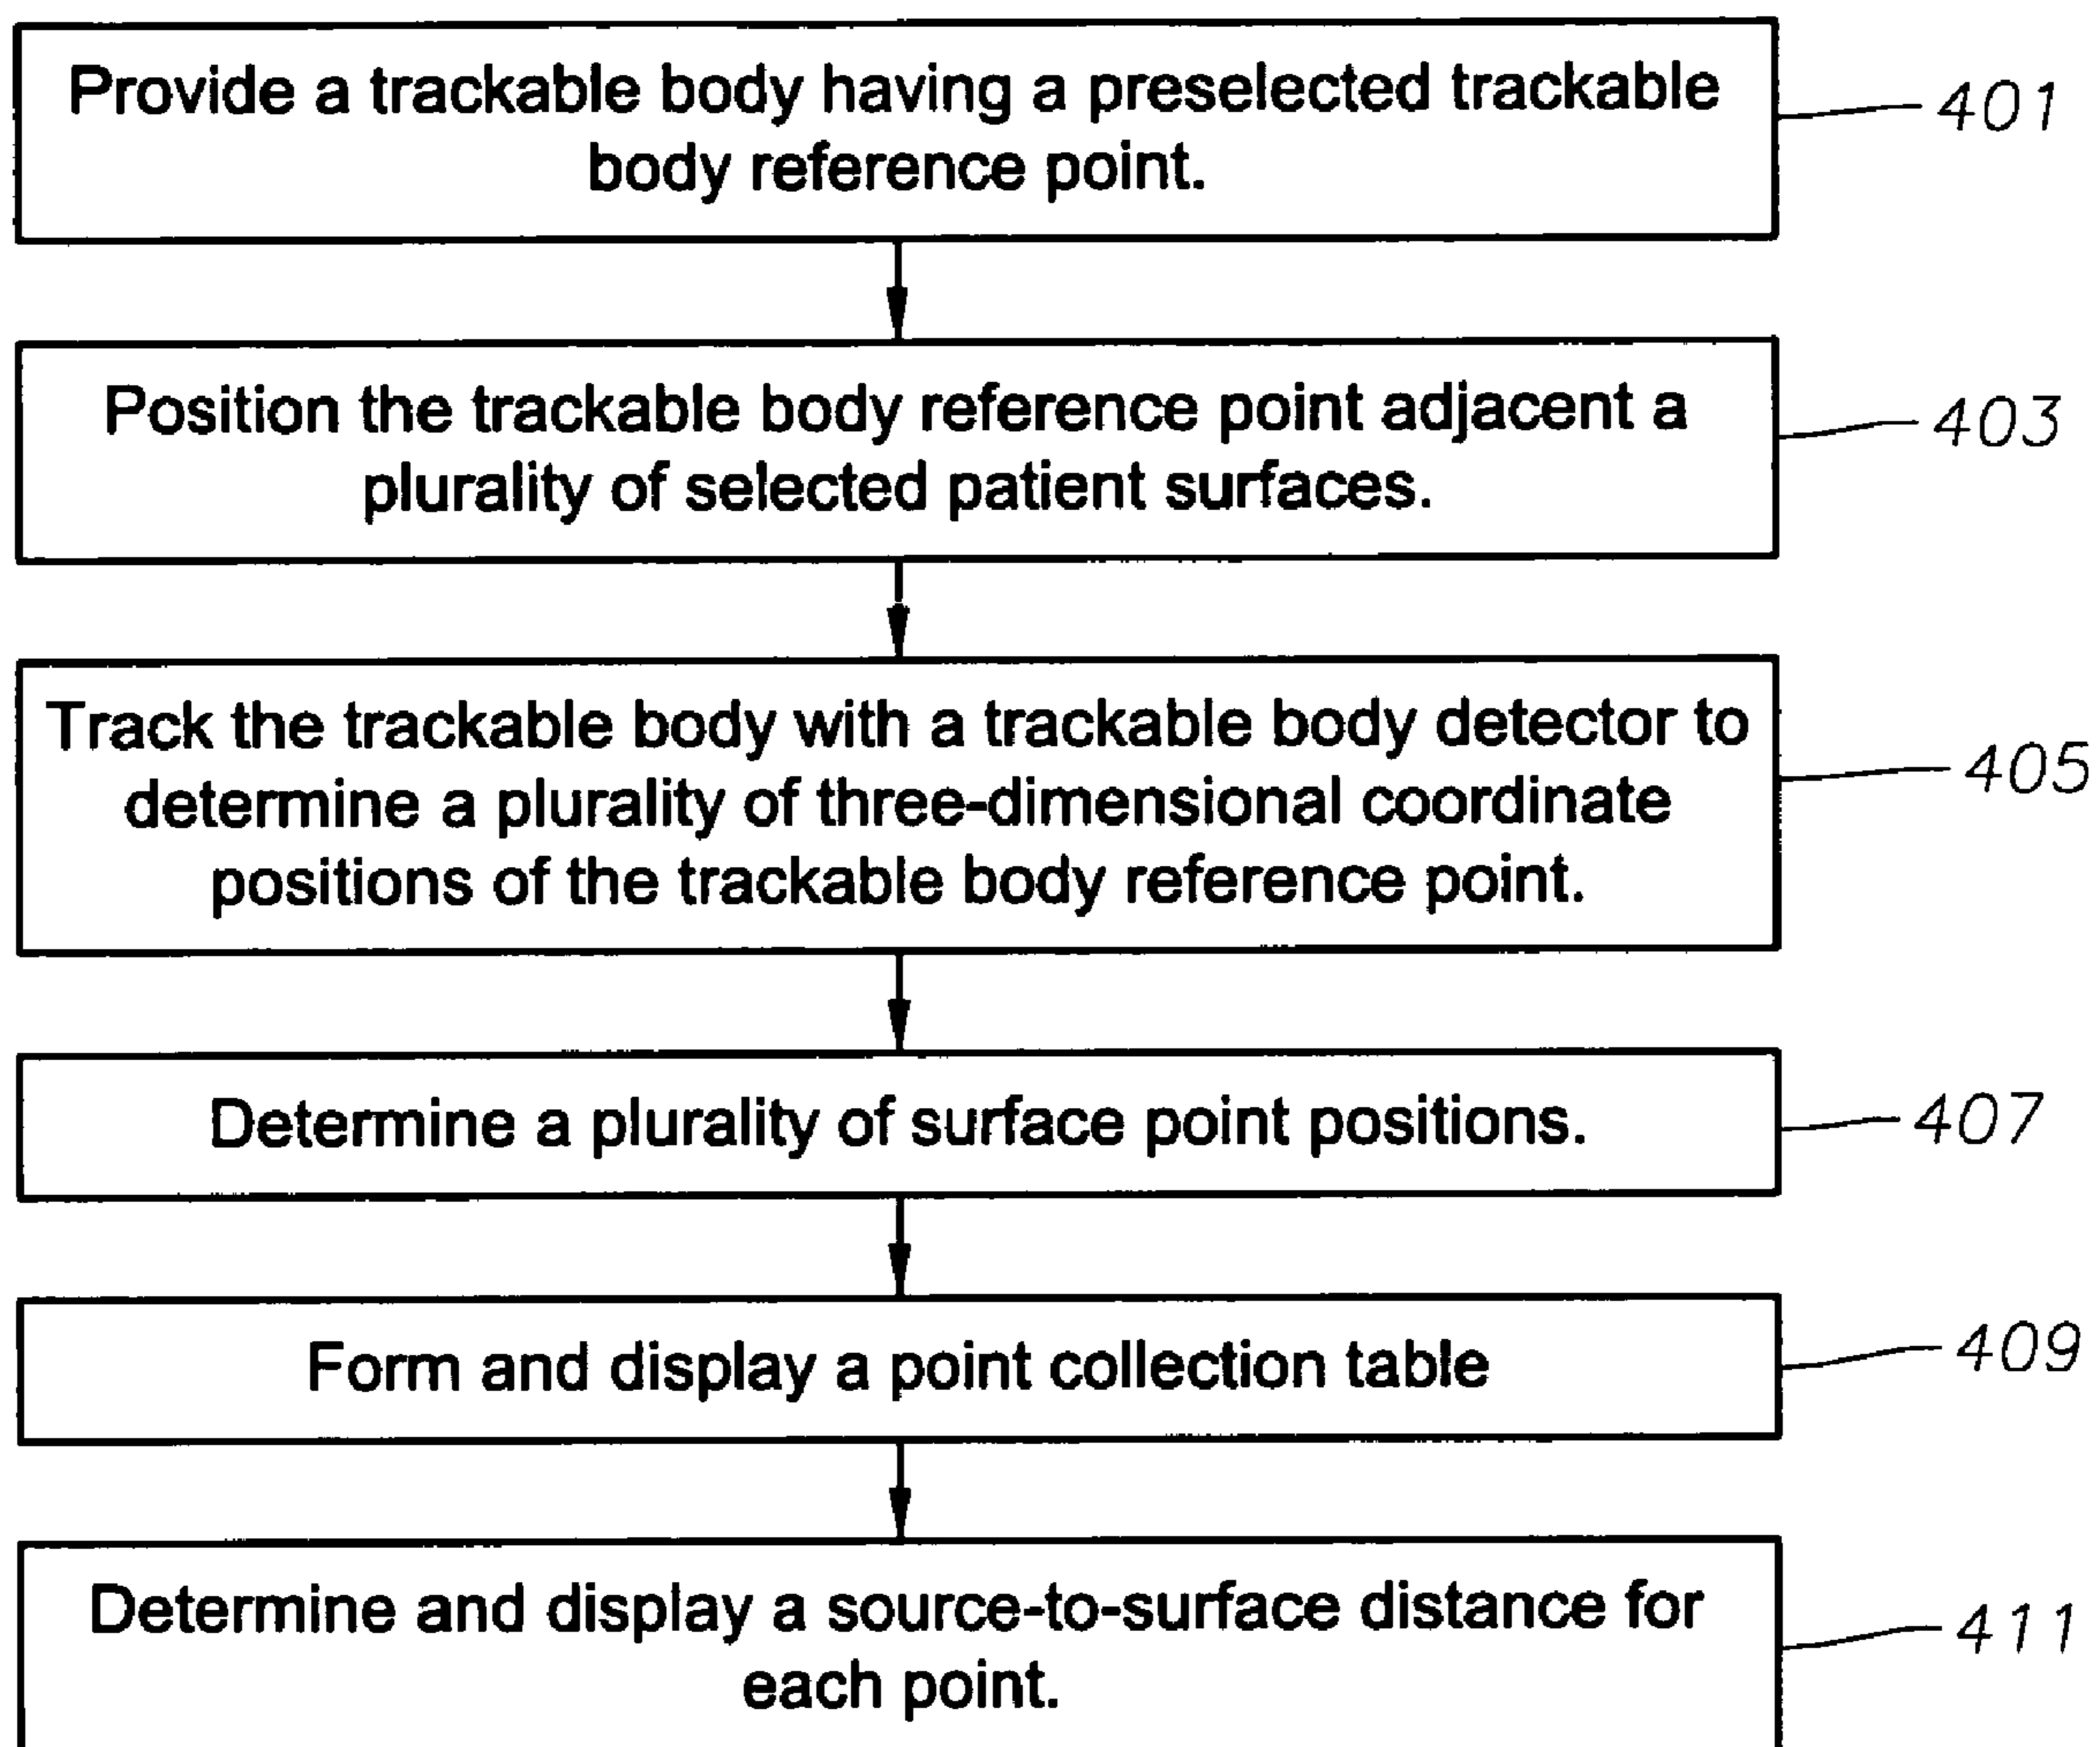 Provide a trackable body having a preselected trackable
body reference point.
401
Position the trackable body reference point adjacent a
plurality of selected patient surfaces.
403
Track the trackable body with a trackable body detector to
determine a plurality of three-dimensional coordinate
positions of the trackable body reference point.
405
Determine a plurality of surface point positions.
407
Form and display a point collection table
409
Determine and display a source-to-surface distance for
each point.
411